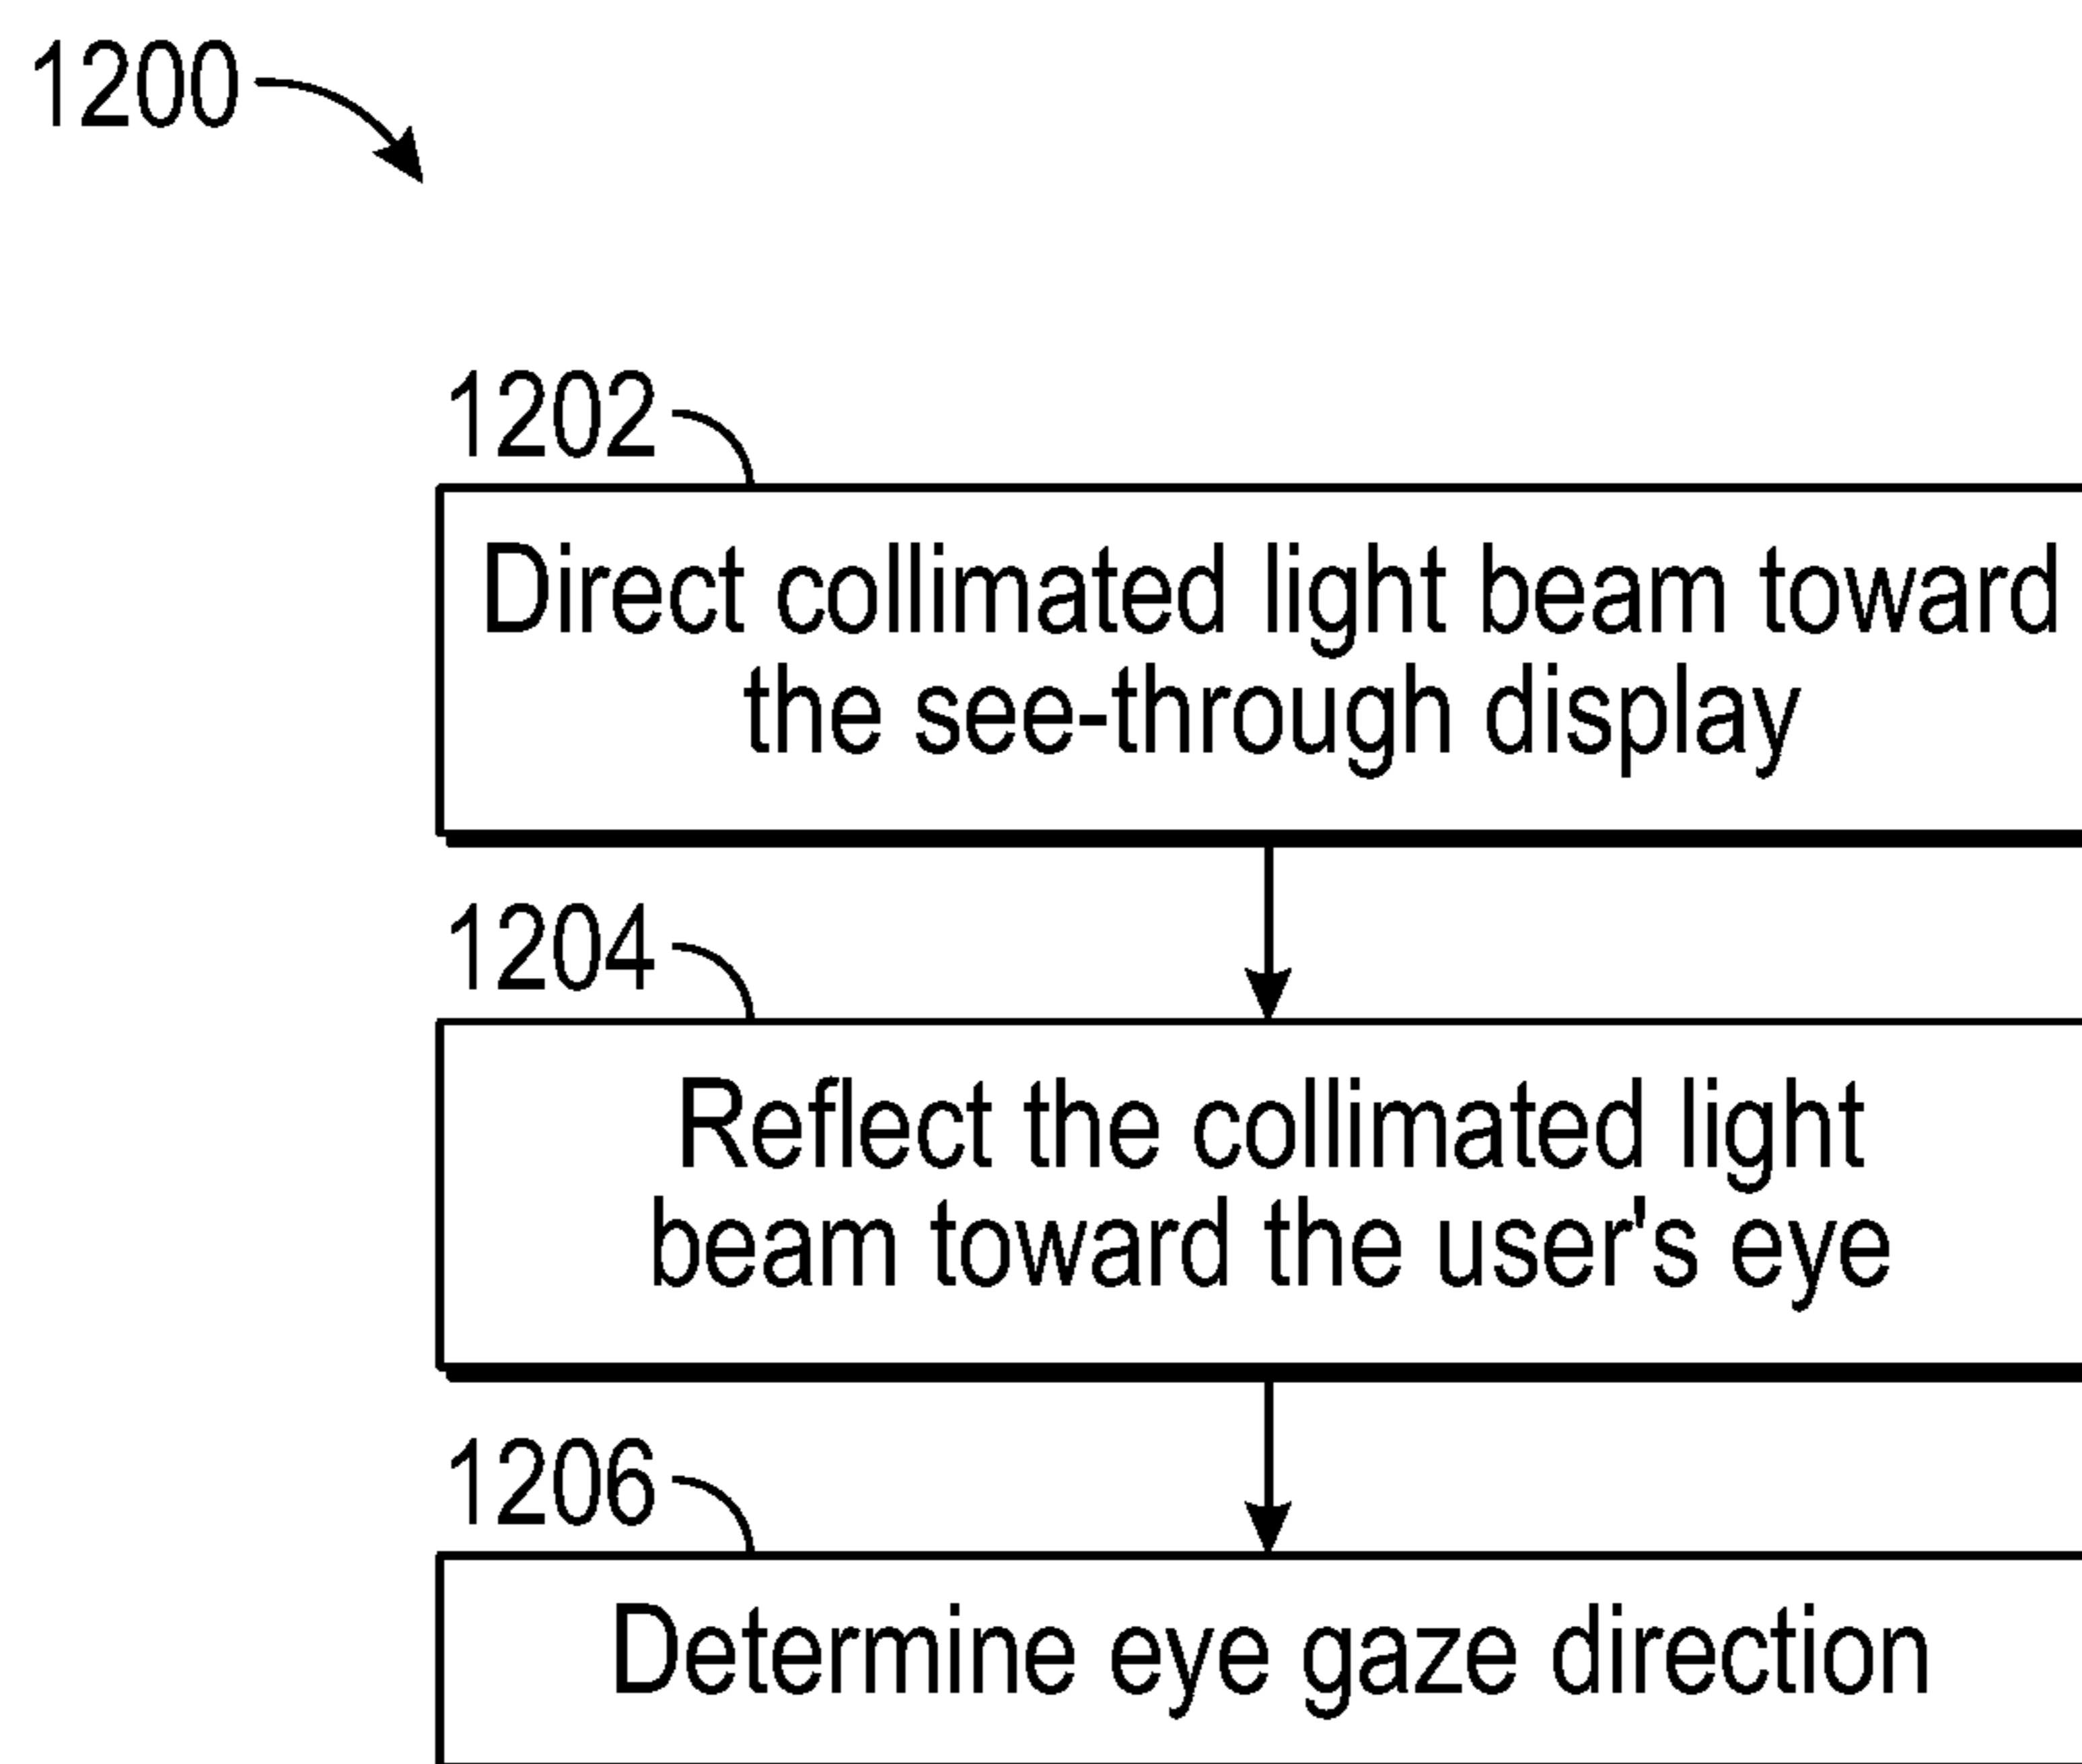 1200
1202
Direct collimated light beam toward
the see-through display
1204
Reflect the collimated light
beam toward the user's eye
1206
Determine eye gaze direction